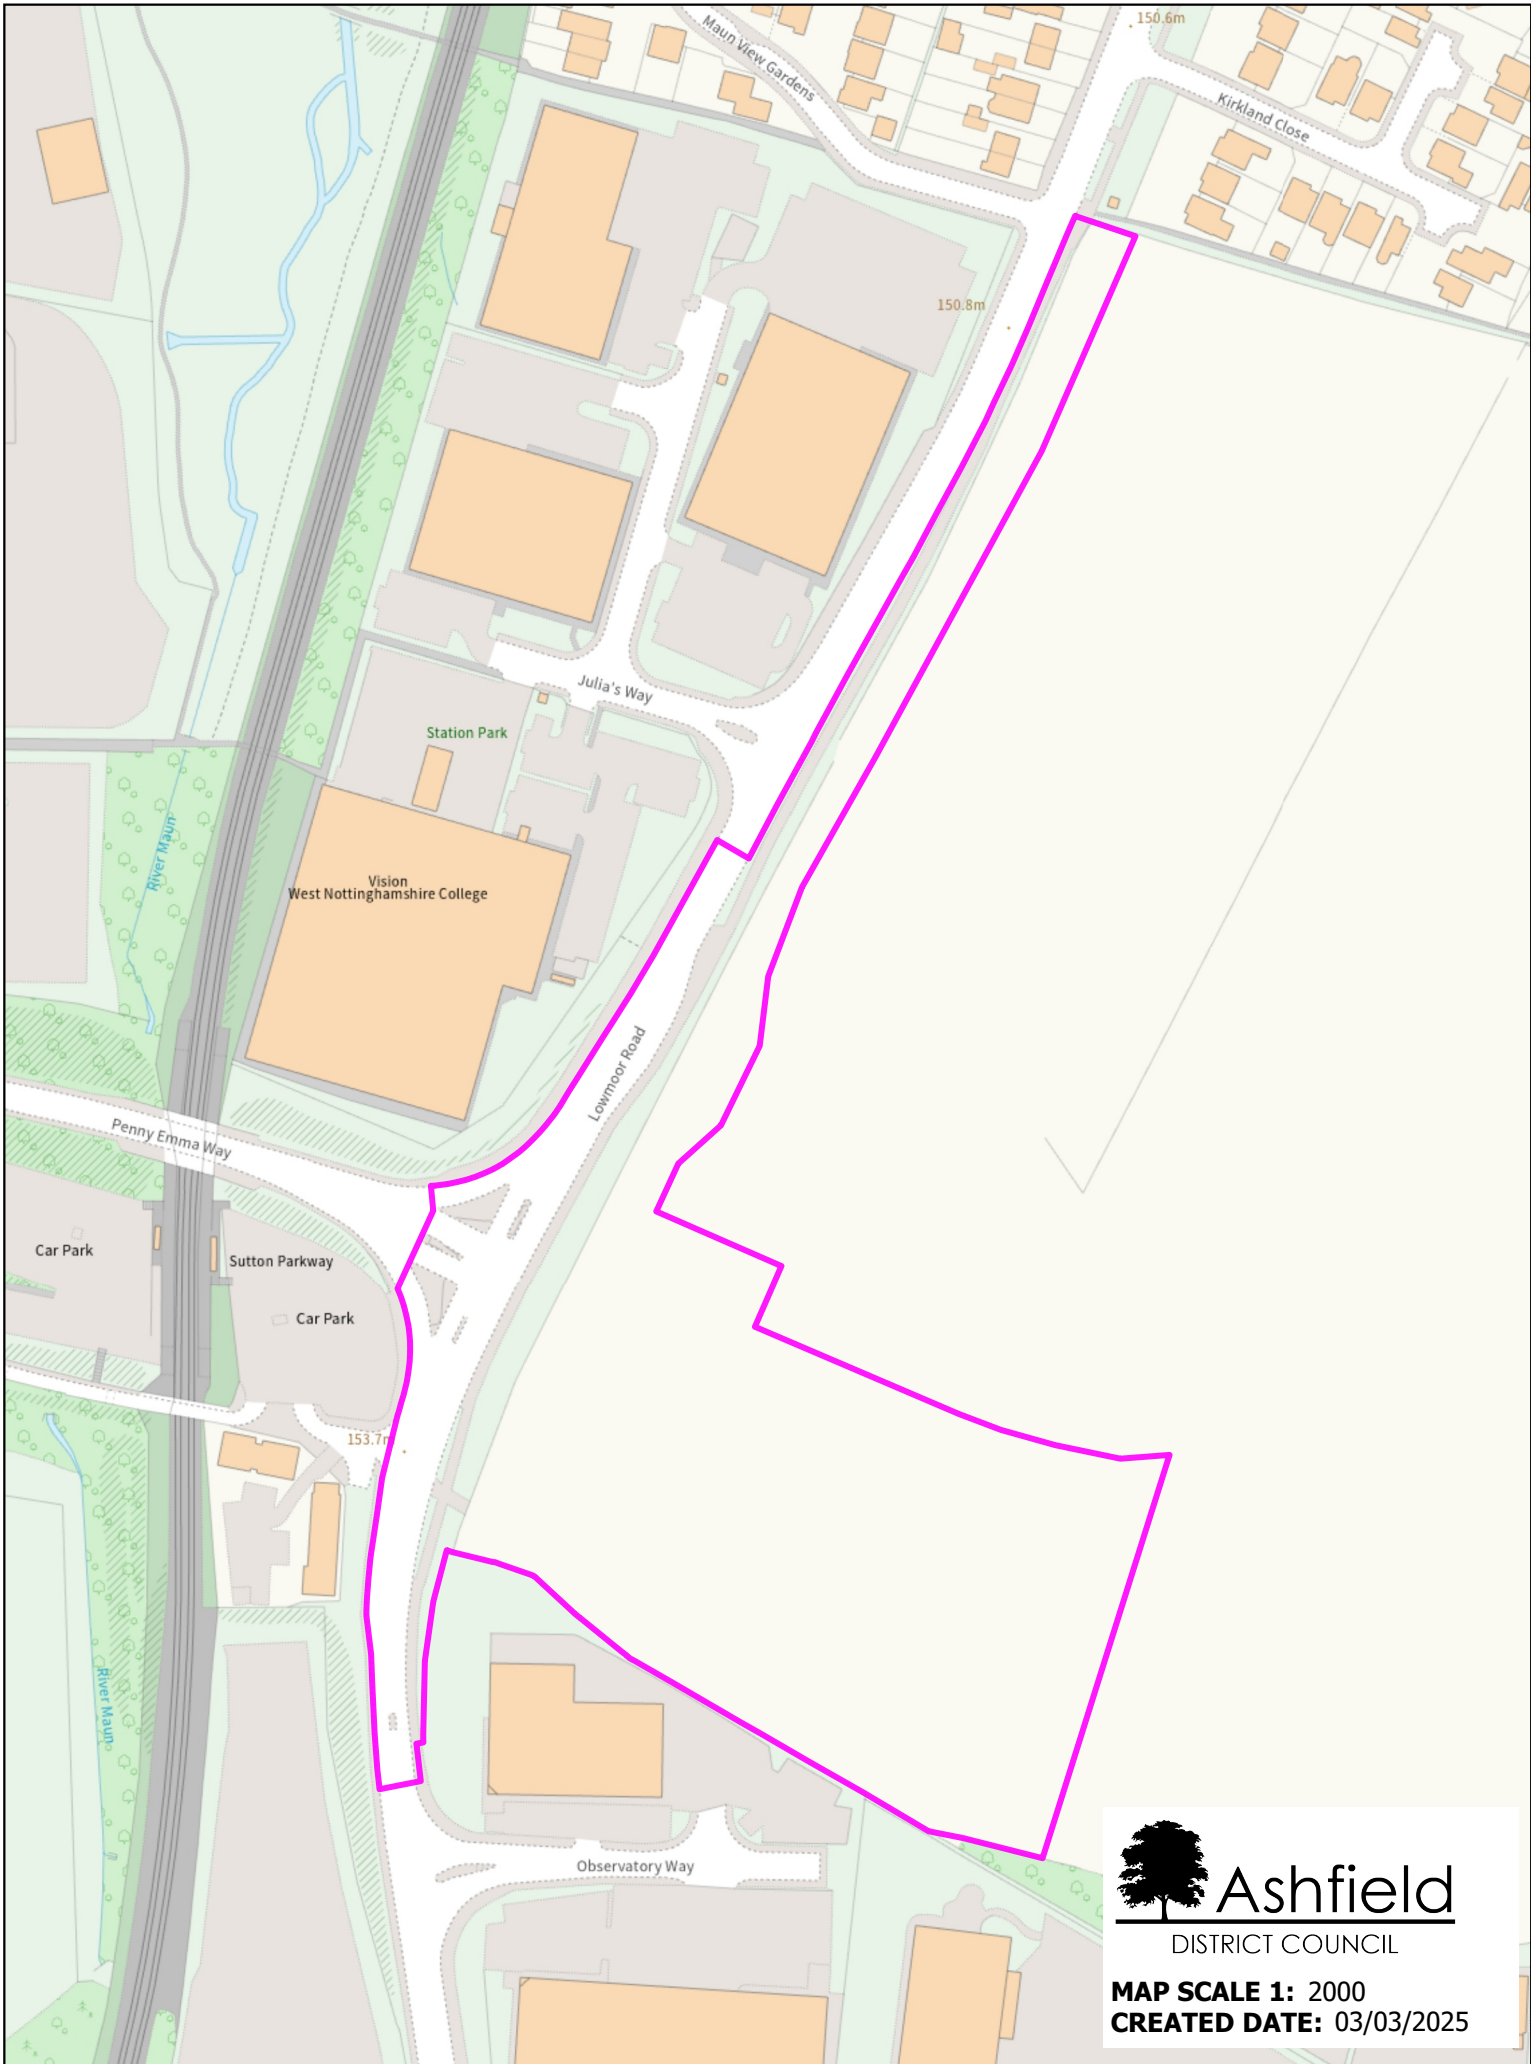 150.6m
Maun View Gardens
Kirkland Close
150.8m
Julia's Way
Station Park
River Maun
Vision
West Nottinghamshire College
Lowmoor Road
Penny Emma Way
Car Park
Sutton Parkway
Car Park
153.7m
River Maun
Observatory Way
Ashfield
DISTRICT COUNCIL
MAP SCALE 1: 2000
CREATED DATE: 03/03/2025